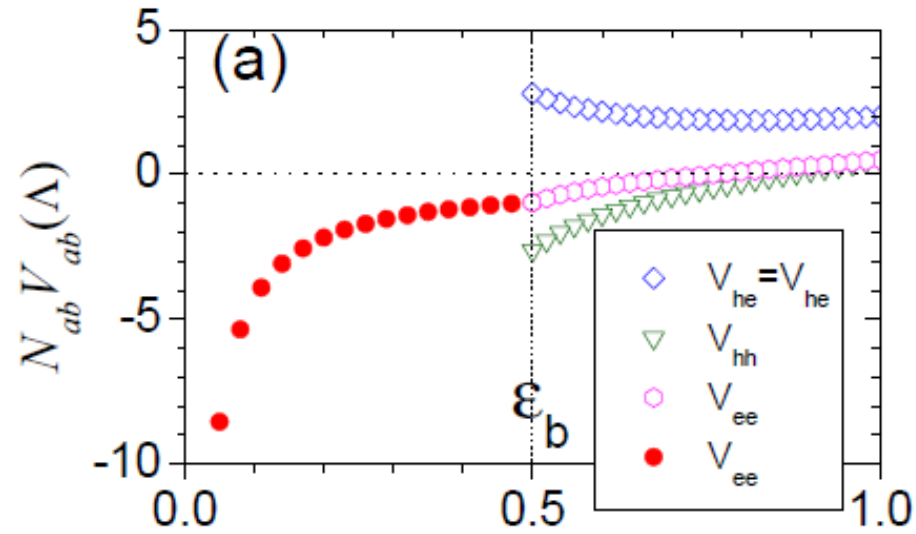 5
(a)
0
N_ab V_ab(Λ)
-5
ε_b
-10
V_he=V_he
V_hh
V_ee
V_ee
0.0 0.5 1.0